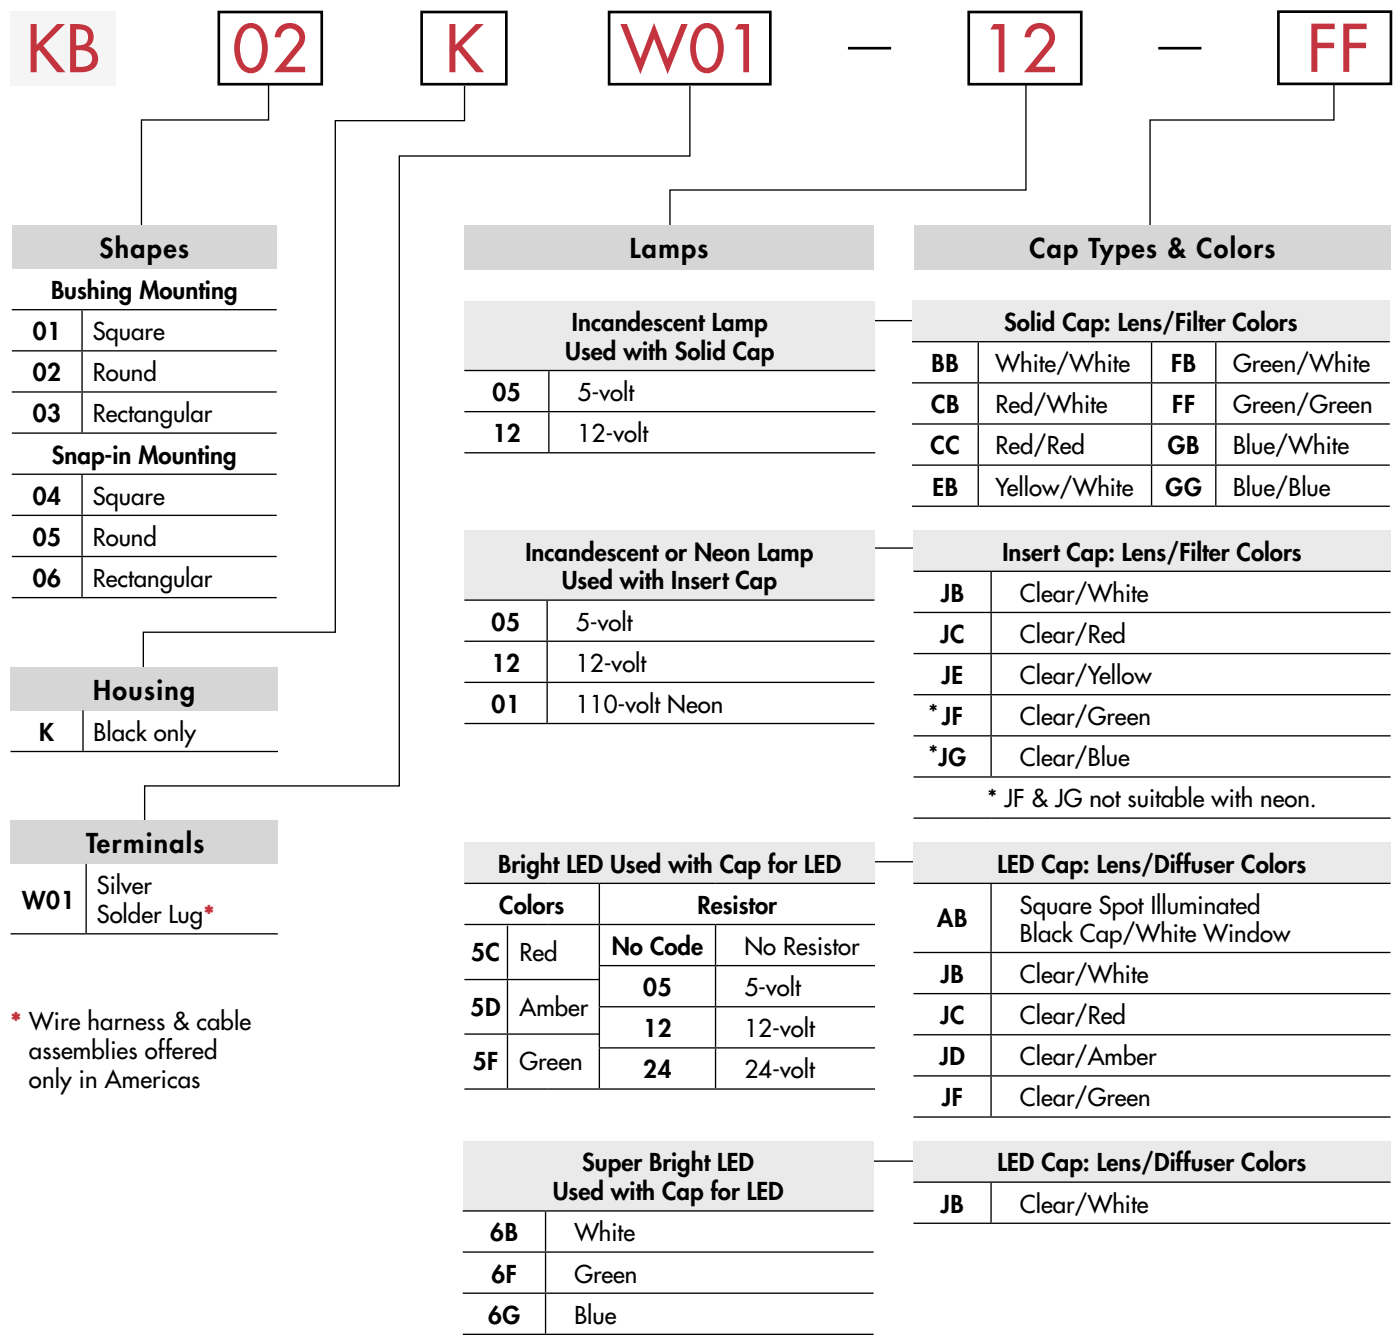 KB 02 K W01 — 12 — FF
Shapes
Bushing Mounting
01 Square
02 Round
03 Rectangular
Snap-in Mounting
04 Square
05 Round
06 Rectangular
Housing
K Black only
Terminals
W01 Silver
Solder Lug*
* Wire harness & cable
assemblies offered
only in Americas
Lamps
Incandescent Lamp
Used with Solid Cap
05 5-volt
12 12-volt
Incandescent or Neon Lamp
Used with Insert Cap
05 5-volt
12 12-volt
01 110-volt Neon
Bright LED Used with Cap for LED
Colors Resistor
5C Red
5D Amber
5F Green
No Code No Resistor
05 5-volt
12 12-volt
24 24-volt
Super Bright LED
Used with Cap for LED
6B White
6F Green
6G Blue
Cap Types & Colors
Solid Cap: Lens/Filter Colors
BB White/White FB Green/White
CB Red/White FF Green/Green
CC Red/Red GB Blue/White
EB Yellow/White GG Blue/Blue
Insert Cap: Lens/Filter Colors
JB Clear/White
JC Clear/Red
JE Clear/Yellow
*JF Clear/Green
*JG Clear/Blue
* JF & JG not suitable with neon.
LED Cap: Lens/Diffuser Colors
AB Square Spot Illuminated
Black Cap/White Window
JB Clear/White
JC Clear/Red
JD Clear/Amber
JF Clear/Green
LED Cap: Lens/Diffuser Colors
JB Clear/White